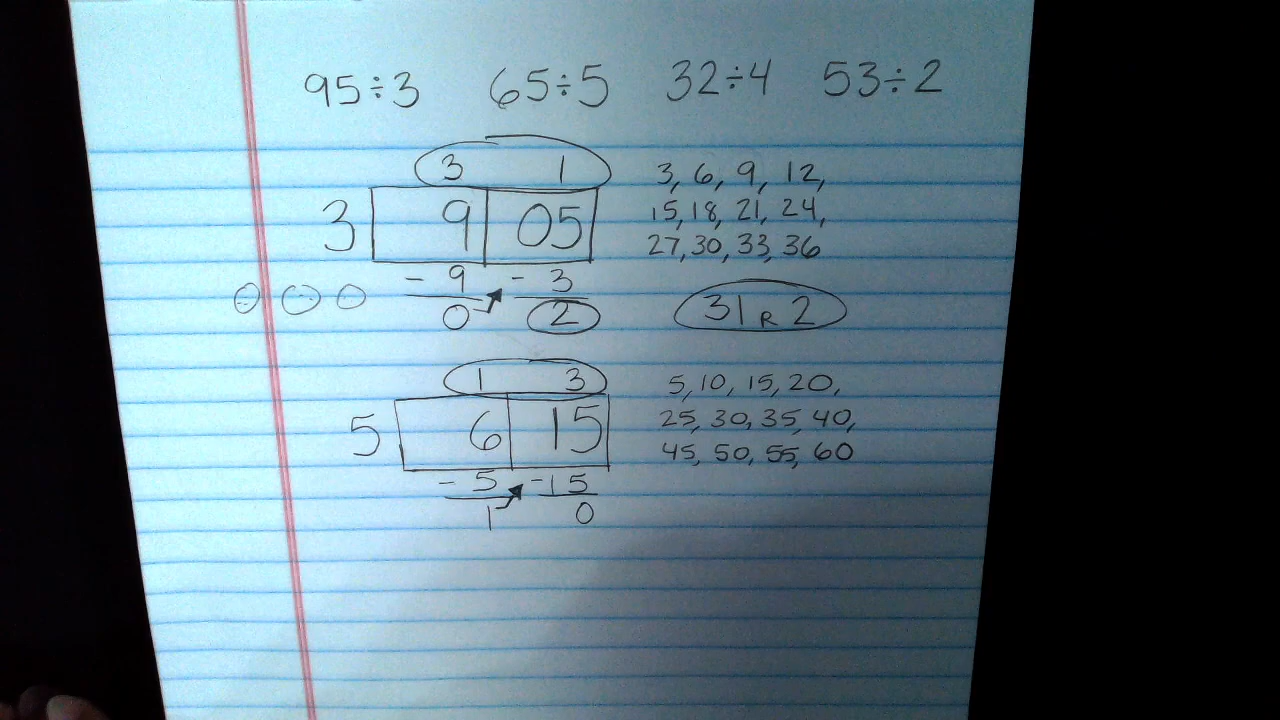 95÷3 65÷5 32÷4 53÷2
3 1
3 9 05
- 9 - 3
0 2
3, 6, 9, 12,
15, 18, 21, 24,
27, 30, 33, 36
31 R 2
1 3
5 6 15
- 5 -15
1 0
5, 10, 15, 20,
25, 30, 35, 40,
45, 50, 55, 60